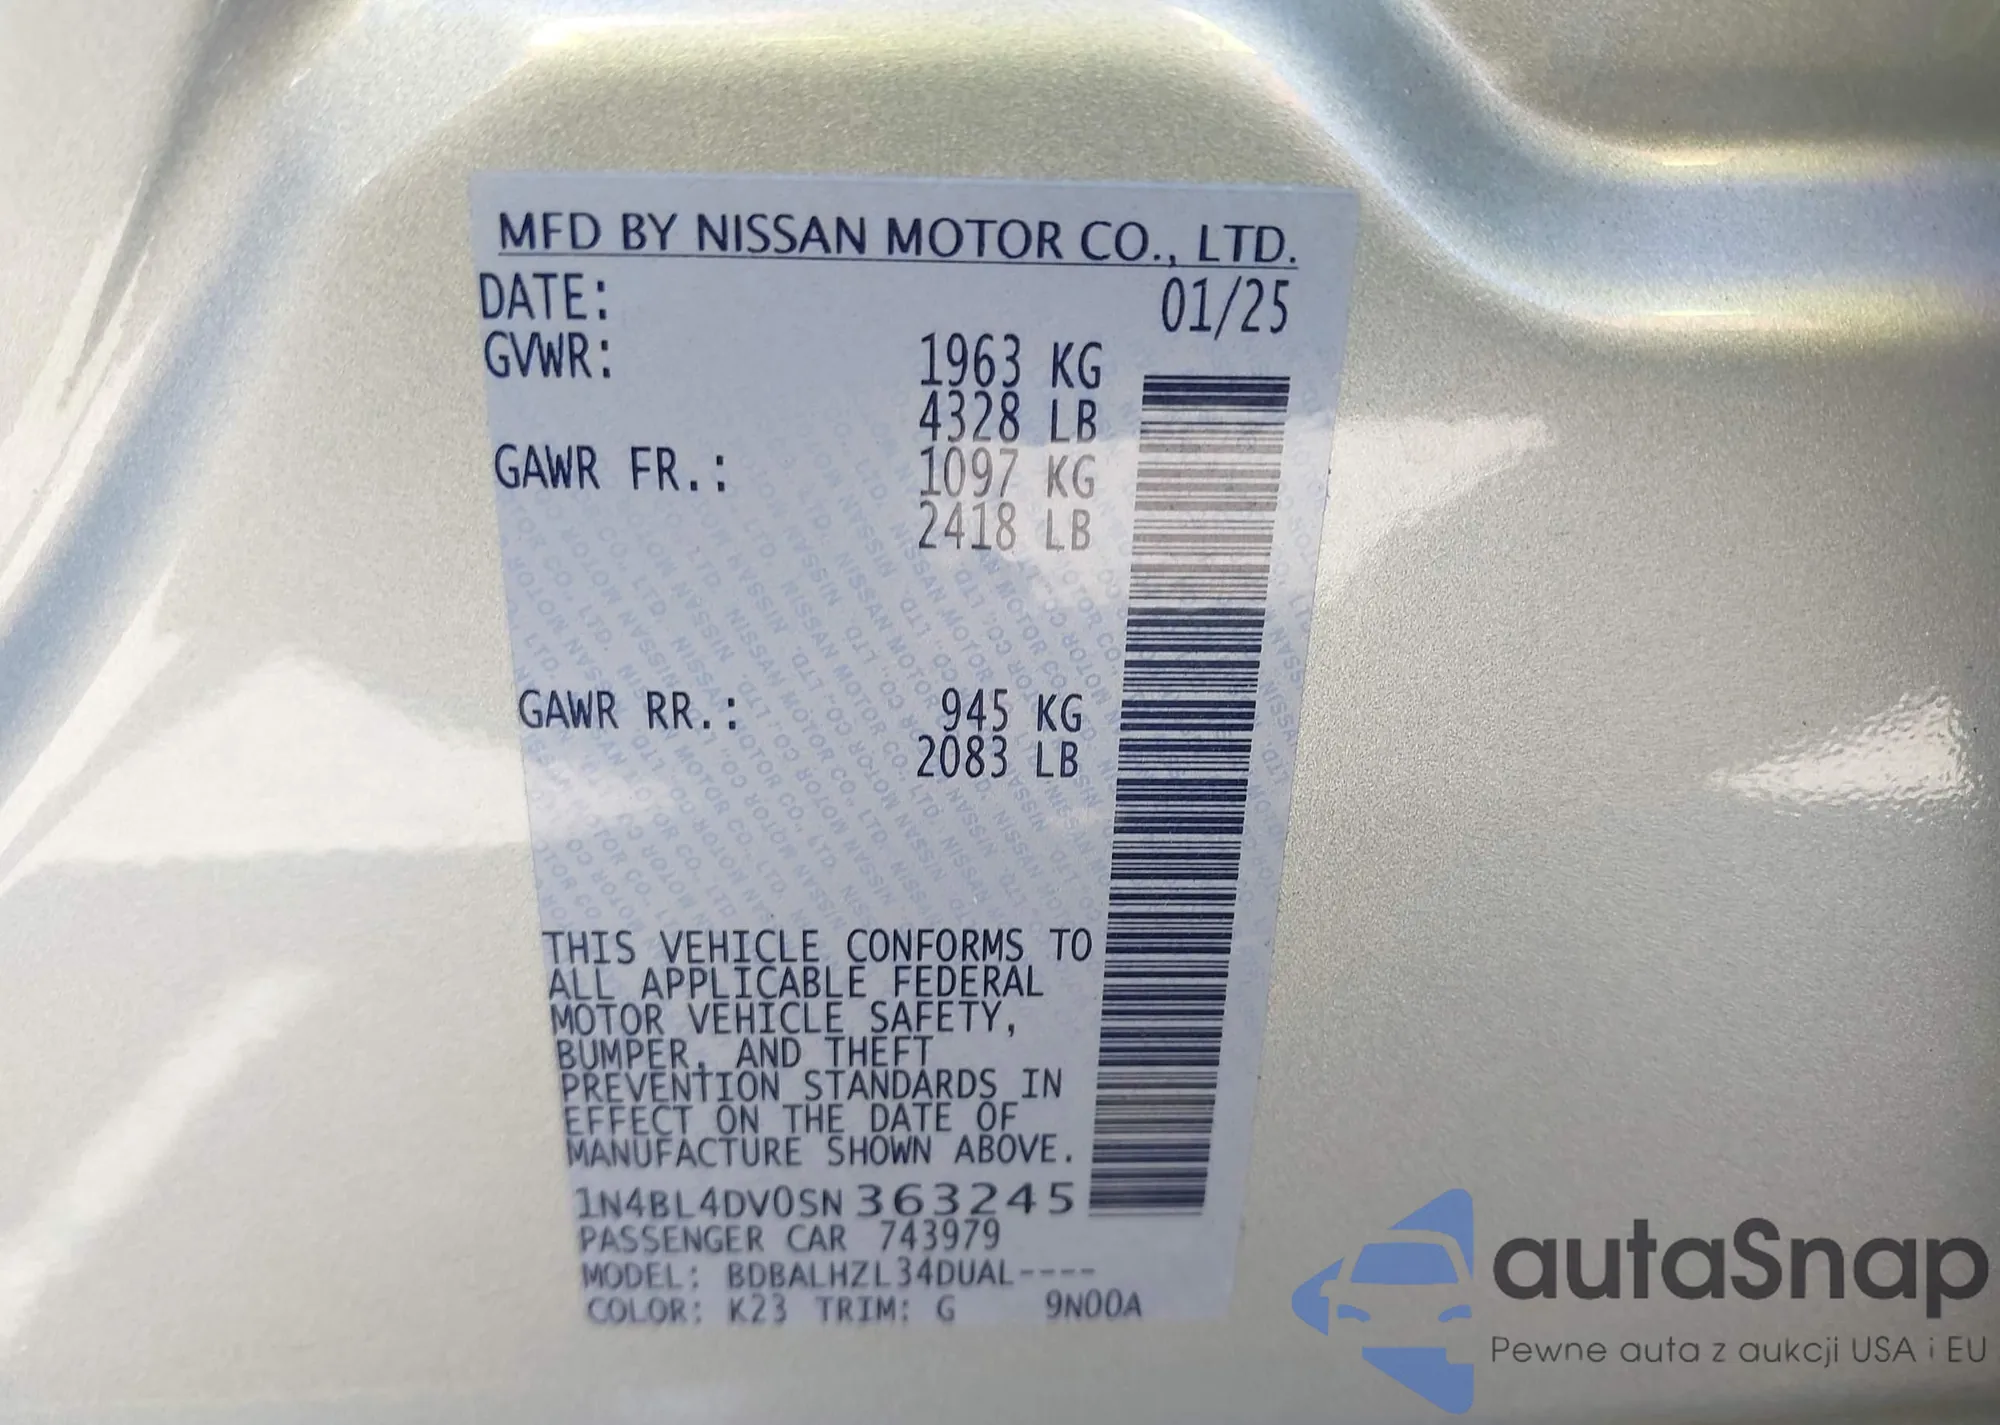 MFD BY NISSAN MOTOR CO., LTD.
DATE: 01/25
GVWR: 1963 KG
4328 LB
GAWR FR.: 1097 KG
2418 LB
GAWR RR.: 945 KG
2083 LB
THIS VEHICLE CONFORMS TO
ALL APPLICABLE FEDERAL
MOTOR VEHICLE SAFETY,
BUMPER, AND THEFT
PREVENTION STANDARDS IN
EFFECT ON THE DATE OF
MANUFACTURE SHOWN ABOVE.
1N4BL4DV0SN363245
PASSENGER CAR 743979
MODEL: BDBALHZL34DUAL----
COLOR: K23 TRIM: G 9N00A
autaSnap
Pewne auta z aukcji USA i EU